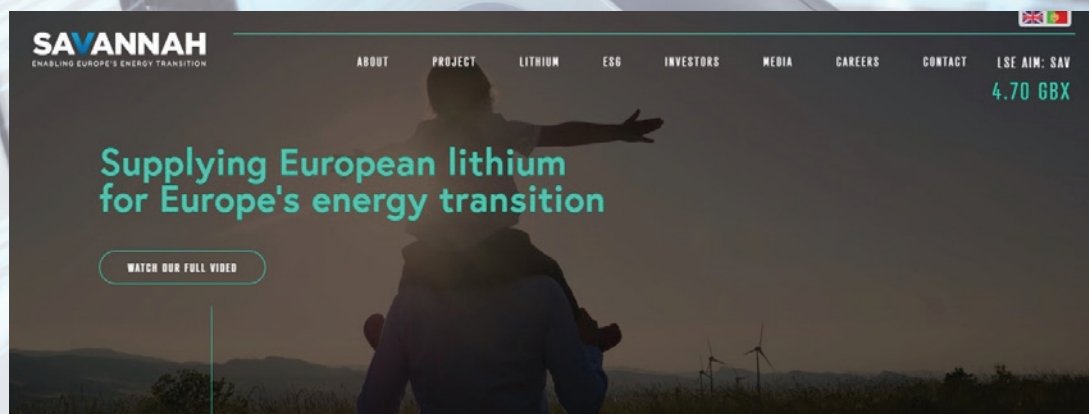 SAVANNAH
ENABLING EUROPE'S ENERGY TRANSITION
ABOUT PROJECT LITHIUM ESG INVESTORS MEDIA CAREERS CONTACT LSE AIM: SAV
4.70 GBX
Supplying European lithium
for Europe's energy transition
WATCH OUR FULL VIDEO